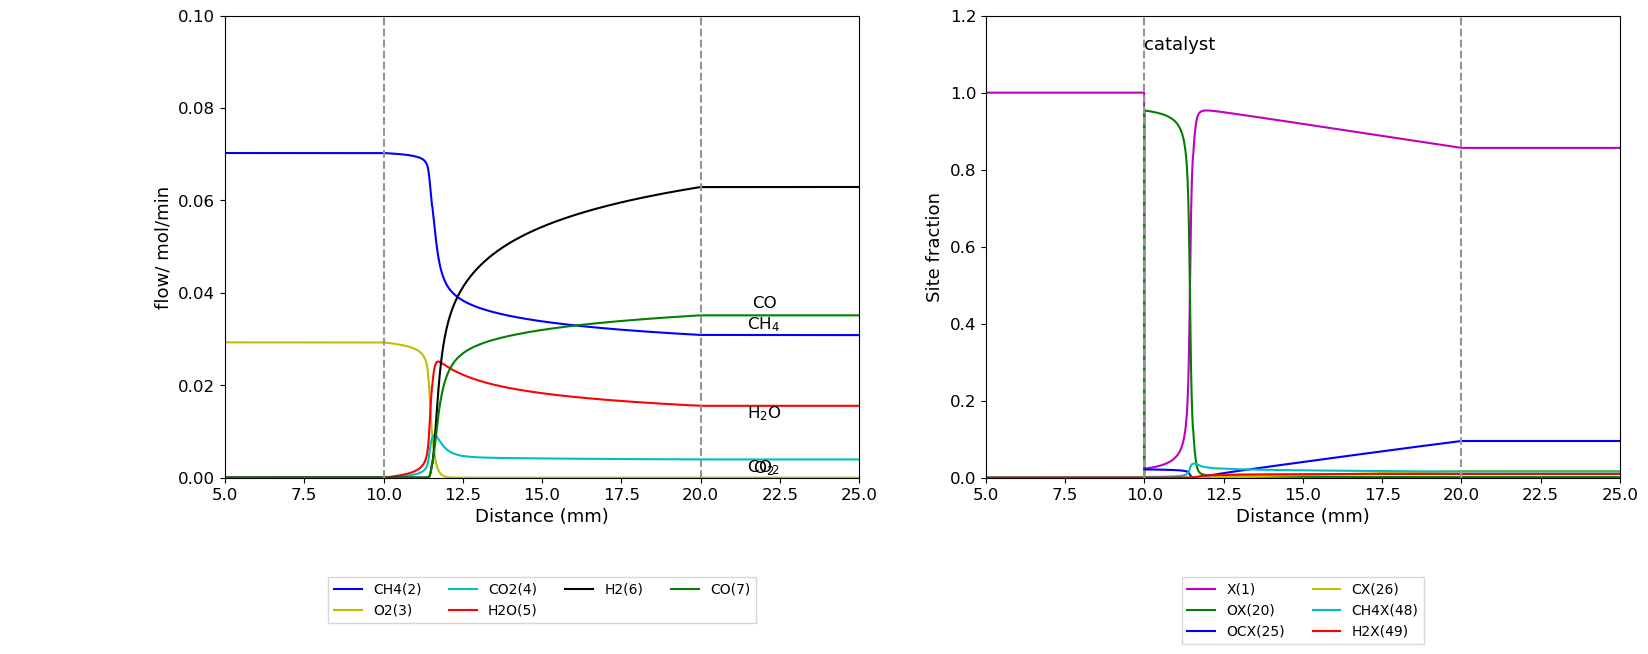 0.10
0.08
0.06
0.04
0.02
0.00
flow/ mol/min
5.0 7.5 10.0 12.5 15.0 17.5 20.0 22.5 25.0
Distance (mm)
CO
CH4
H2O
CO2
O2
CH4(2) CO2(4) H2(6) CO(7)
O2(3) H2O(5)
1.2
1.0
0.8
0.6
0.4
0.2
0.0
Site fraction
catalyst
5.0 7.5 10.0 12.5 15.0 17.5 20.0 22.5 25.0
Distance (mm)
X(1) CX(26)
OX(20) CH4X(48)
OCX(25) H2X(49)